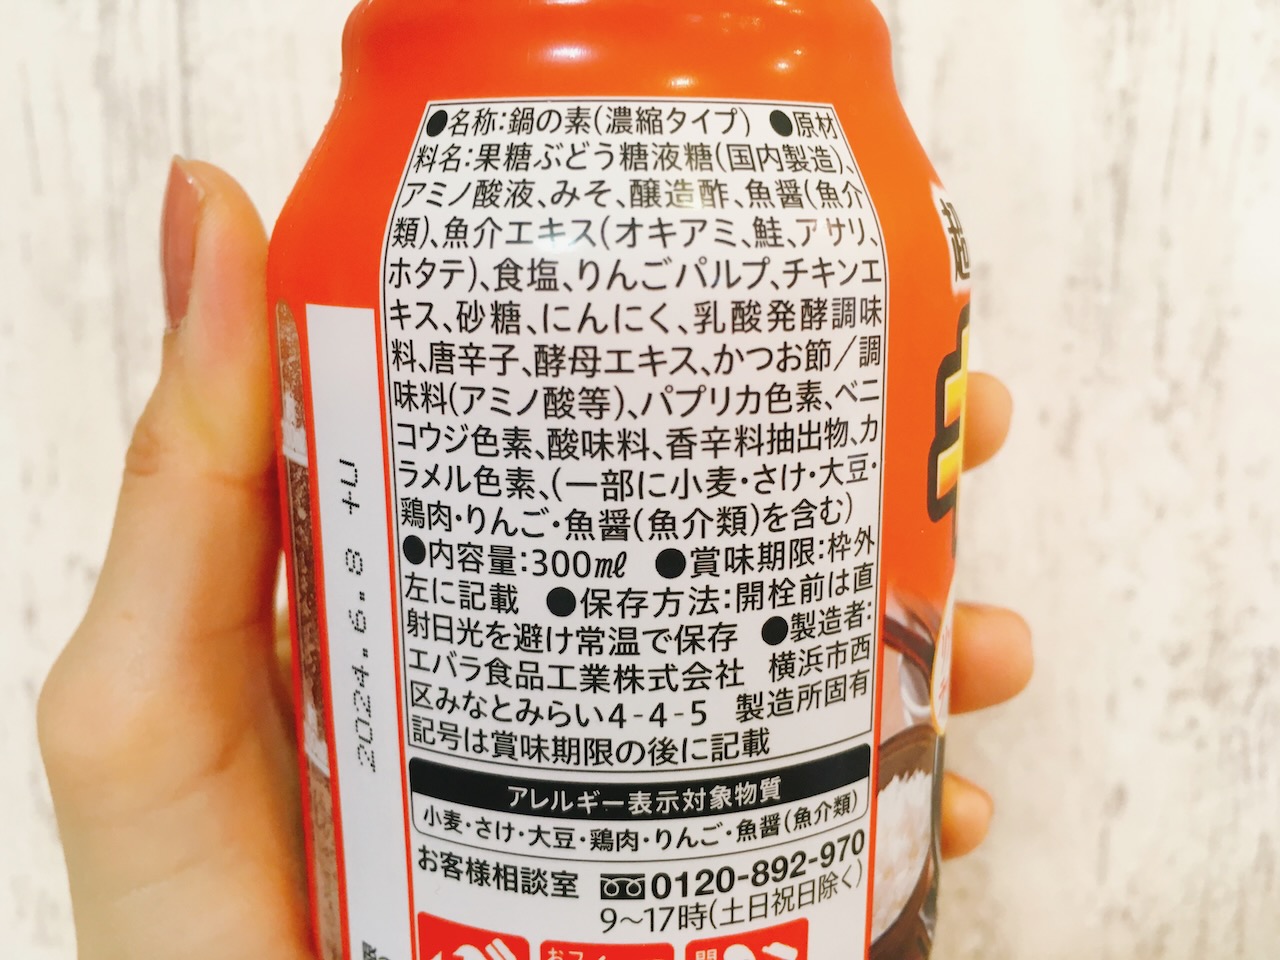 ●名称:鍋の素(濃縮タイプ) ●原材
料名:果糖ぶどう糖液糖(国内製造)、
アミノ酸液、みそ、醸造酢、魚醤(魚介
類)、魚介エキス(オキアミ、鮭、アサリ、
ホタテ)、食塩、りんごパルプ、チキンエ
キス、砂糖、にんにく、乳酸発酵調味
料、唐辛子、酵母エキス、かつお節/調
味料(アミノ酸等)、パプリカ色素、ベニ
コウジ色素、酸味料、香辛料抽出物、カ
ラメル色素、(一部に小麦・さけ・大豆・
鶏肉・りんご・魚醤(魚介類)を含む)
●内容量:300㎖ ●賞味期限:枠外
左に記載 ●保存方法:開栓前は直
射日光を避け常温で保存 ●製造者:
エバラ食品工業株式会社 横浜市西
区みなとみらい4-4-5 製造所固有
記号は賞味期限の後に記載
アレルギー表示対象物質
小麦・さけ・大豆・鶏肉・りんご・魚醤(魚介類)
お客様相談室 0120-892-970
9〜17時(土日祝日除く)
2024.9.8
超